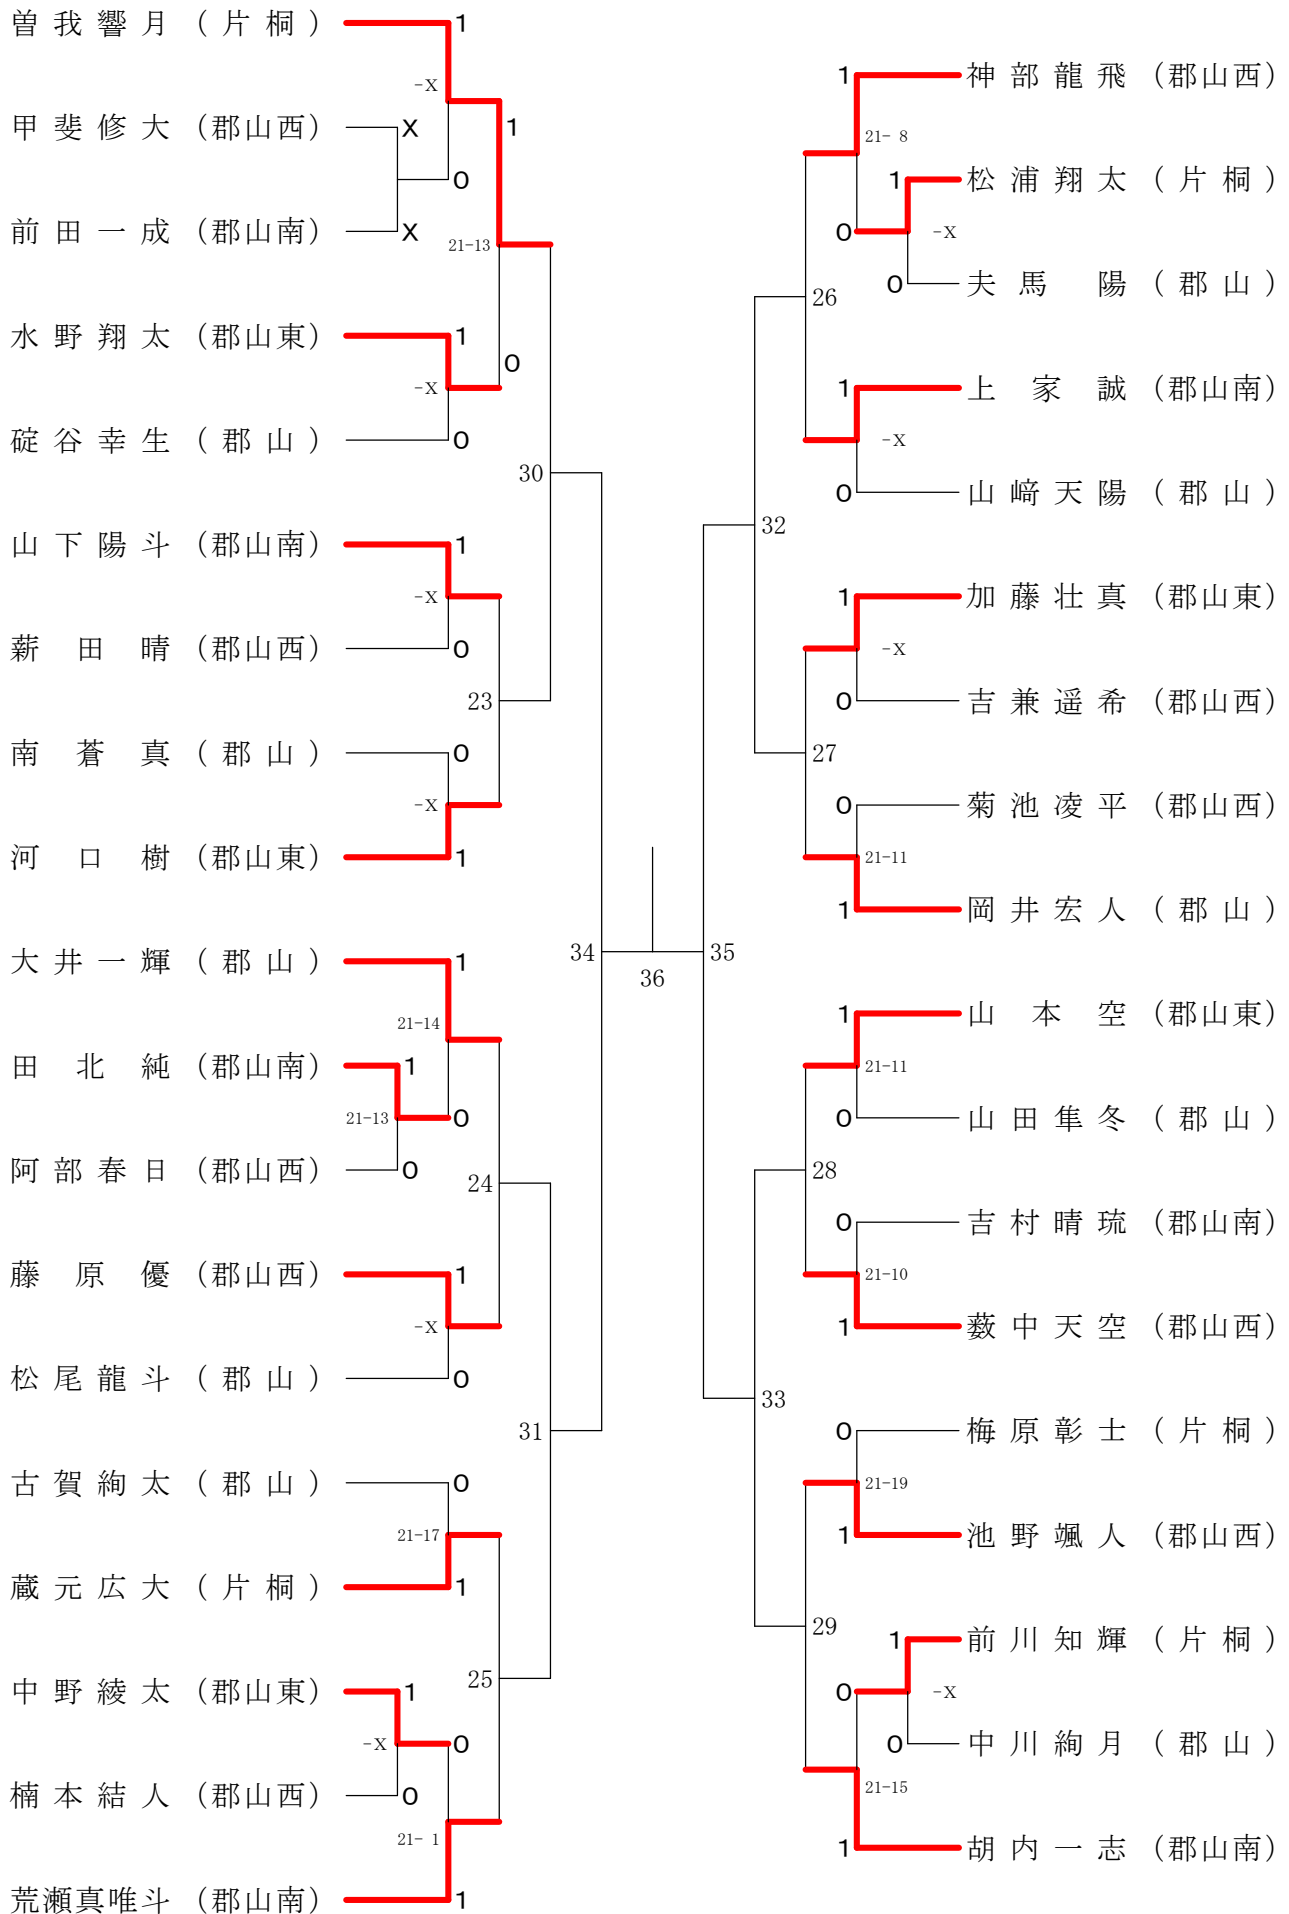 曽我響月 (片桐) 1
-X
甲斐修大 (郡山西) X
1
0
前田一成 (郡山南) X
21-13
水野翔太 (郡山東) 1
0
-X
碇谷幸生 (郡山) 0
30
山下陽斗 (郡山南) 1
-X
薪田晴 (郡山西) 0
23
南蒼真 (郡山) 0
-X
河口樹 (郡山東) 1
大井一輝 (郡山) 1
34
21-14
田北純 (郡山南) 1
21-13
0
阿部春日 (郡山西) 0
24
藤原優 (郡山西) 1
-X
松尾龍斗 (郡山) 0
31
古賀絢太 (郡山) 0
21-17
蔵元広大 (片桐) 1
25
中野綾太 (郡山東) 1
-X
0
楠本結人 (郡山西) 0
21- 1
荒瀬真唯斗 (郡山南) 1
36
1 神部龍飛 (郡山西)
21- 8
1 松浦翔太 (片桐)
0
-X
0 夫馬陽 (郡山)
26
1 上家誠 (郡山南)
-X
0 山﨑天陽 (郡山)
32
1 加藤壮真 (郡山東)
-X
0 吉兼遥希 (郡山西)
27
0 菊池凌平 (郡山西)
21-11
1 岡井宏人 (郡山)
35
1 山本空 (郡山東)
21-11
0 山田隼冬 (郡山)
28
0 吉村晴琉 (郡山南)
21-10
1 薮中天空 (郡山西)
33
0 梅原彰士 (片桐)
21-19
1 池野颯人 (郡山西)
29
1 前川知輝 (片桐)
0
-X
0 中川絢月 (郡山)
21-15
1 胡内一志 (郡山南)